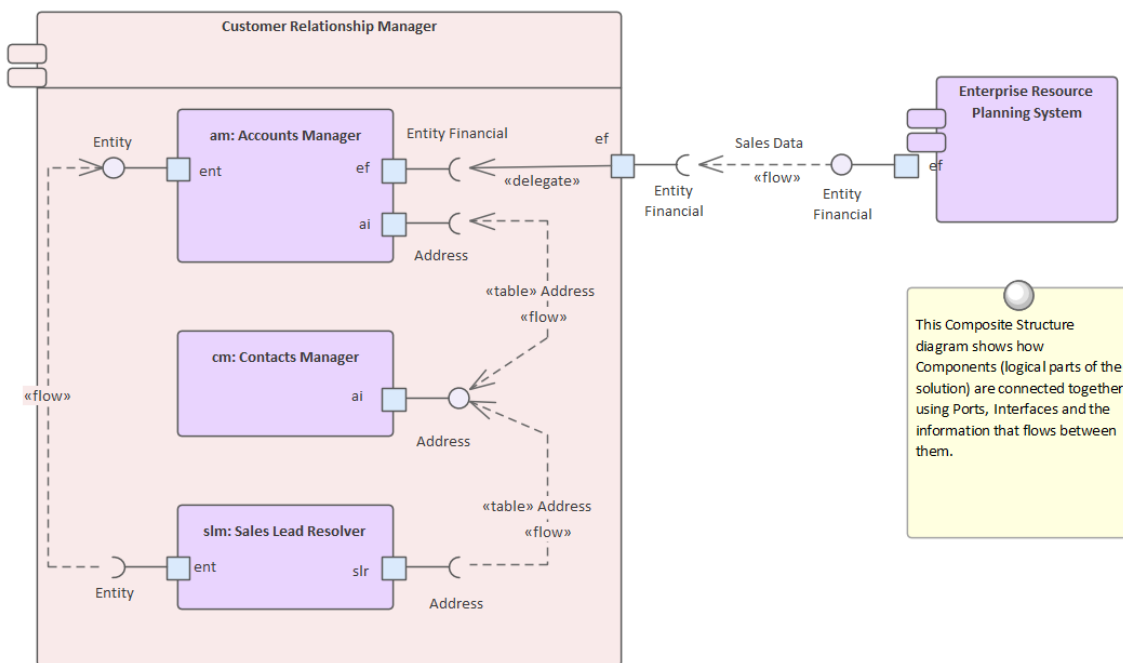 Customer Relationship Manager
Enterprise Resource
Planning System
am: Accounts Manager
Entity
ent
Entity Financial
ef
«delegate»
ai
Address
ef
Entity
Financial
Sales Data
«flow»
Entity
Financial
ef
«table» Address
«flow»
cm: Contacts Manager
ai
Address
«flow»
«table» Address
«flow»
slm: Sales Lead Resolver
ent
Entity
slr
Address
This Composite Structure
diagram shows how
Components (logical parts of the
solution) are connected together
using Ports, Interfaces and the
information that flows between
them.